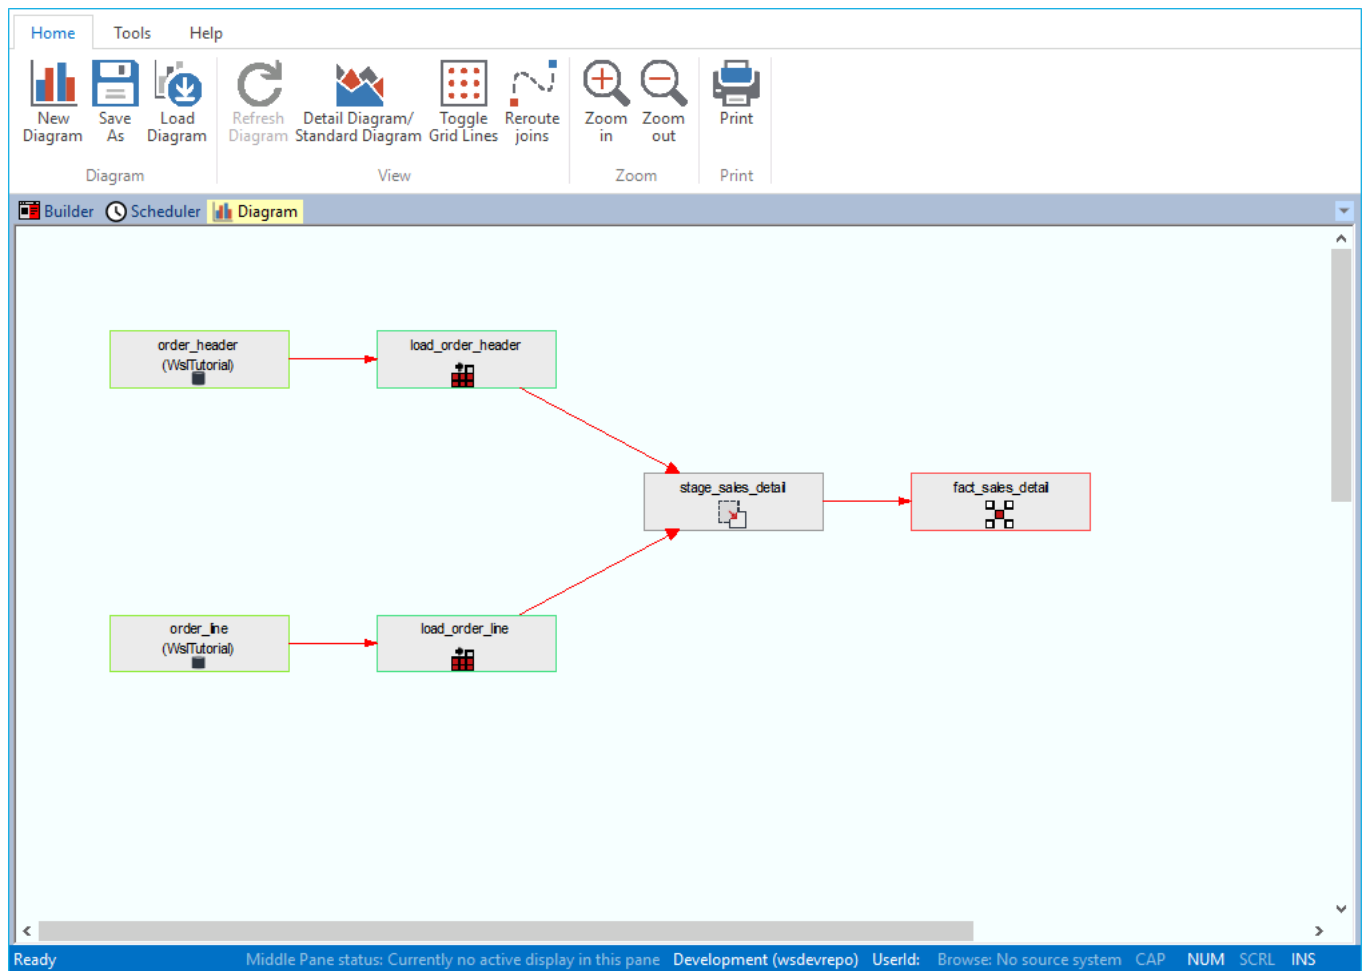 Home Tools Help
New Diagram Save As Load Diagram Refresh Diagram Detail Diagram/ Standard Diagram Toggle Grid Lines Reroute joins Zoom in Zoom out Print
Diagram View Zoom Print
Builder Scheduler Diagram
order_header
(WslTutorial)
load_order_header
stage_sales_detail
fact_sales_detail
order_line
(WslTutorial)
load_order_line
Ready Middle Pane status: Currently no active display in this pane Development (wsdevrepo) UserId: Browse: No source system CAP NUM SCRL INS